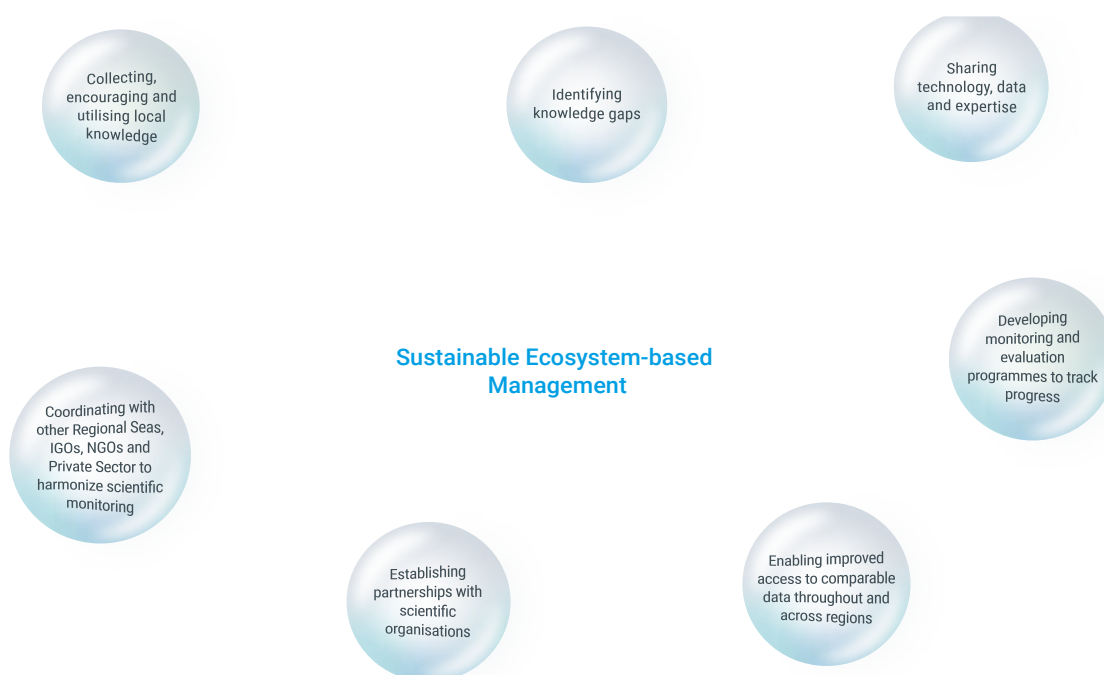 Collecting,
encouraging and
utilising local
knowledge
Identifying
knowledge gaps
Sharing
technology, data
and expertise
Developing
monitoring and
evaluation
programmes to track
progress
Sustainable Ecosystem-based
Management
Coordinating with
other Regional Seas,
IGOs, NGOs and
Private Sector to
harmonize scientific
monitoring
Establishing
partnerships with
scientific
organisations
Enabling improved
access to comparable
data throughout and
across regions